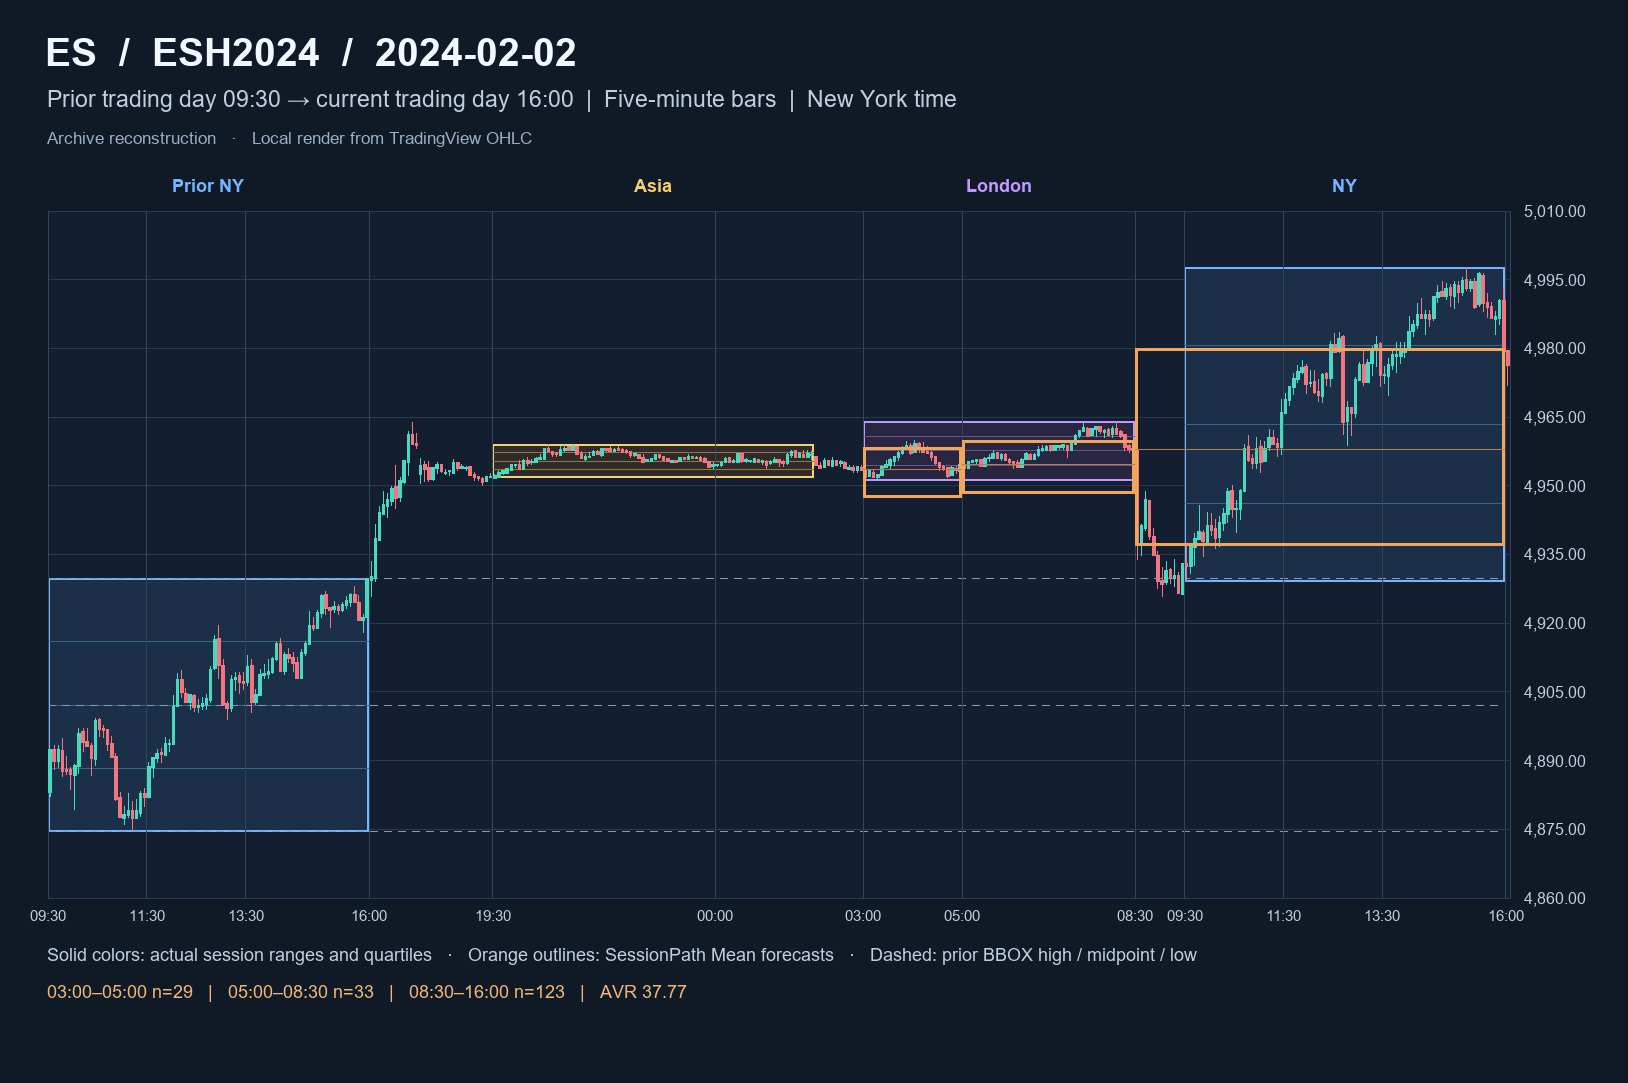 ES / ESH2024 / 2024-02-02
Prior trading day 09:30 → current trading day 16:00 | Five-minute bars | New York time
Archive reconstruction · Local render from TradingView OHLC
Prior NY Asia London NY
5,010.00
4,995.00
4,980.00
4,965.00
4,950.00
4,935.00
4,920.00
4,905.00
4,890.00
4,875.00
4,860.00
09:30 11:30 13:30 16:00 19:30 00:00 03:00 05:00 08:30 09:30 11:30 13:30 16:00
Solid colors: actual session ranges and quartiles · Orange outlines: SessionPath Mean forecasts · Dashed: prior BBOX high / midpoint / low
03:00–05:00 n=29 | 05:00–08:30 n=33 | 08:30–16:00 n=123 | AVR 37.77